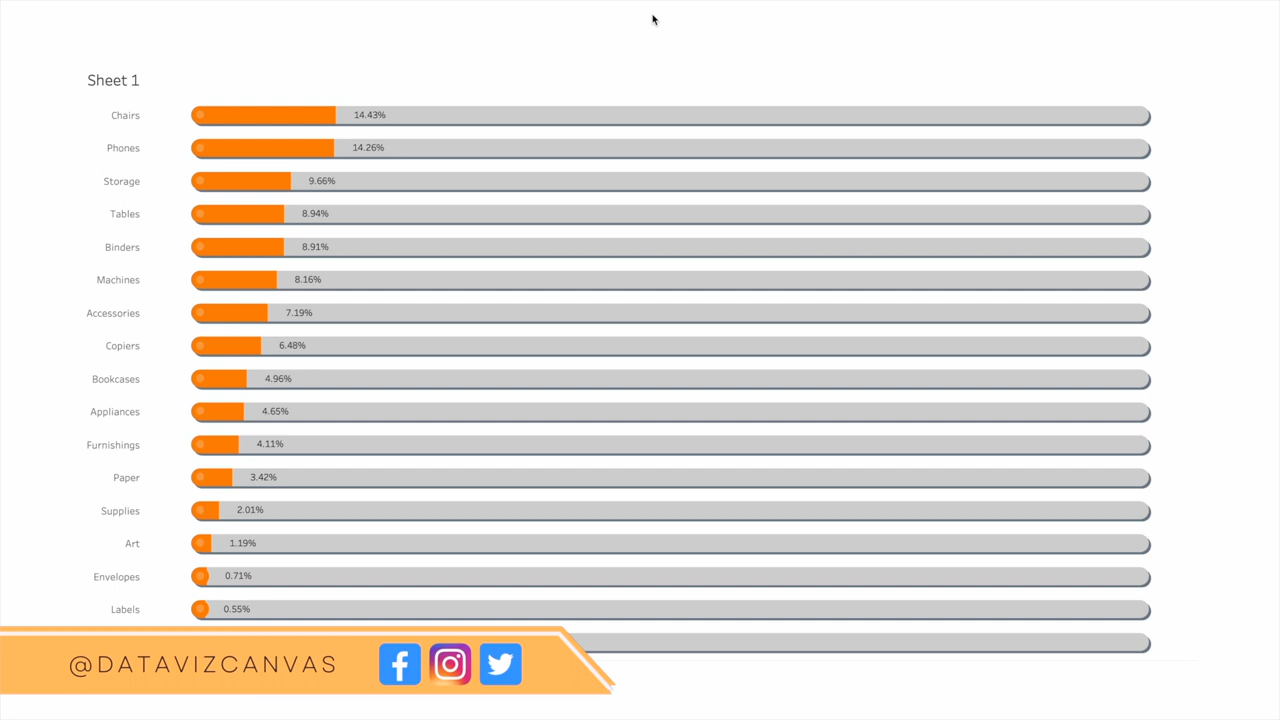 Sheet 1
Chairs 14.43%
Phones 14.26%
Storage 9.66%
Tables 8.94%
Binders 8.91%
Machines 8.16%
Accessories 7.19%
Copiers 6.48%
Bookcases 4.96%
Appliances 4.65%
Furnishings 4.11%
Paper 3.42%
Supplies 2.01%
Art 1.19%
Envelopes 0.71%
Labels 0.55%
@DATAVIZCANVAS